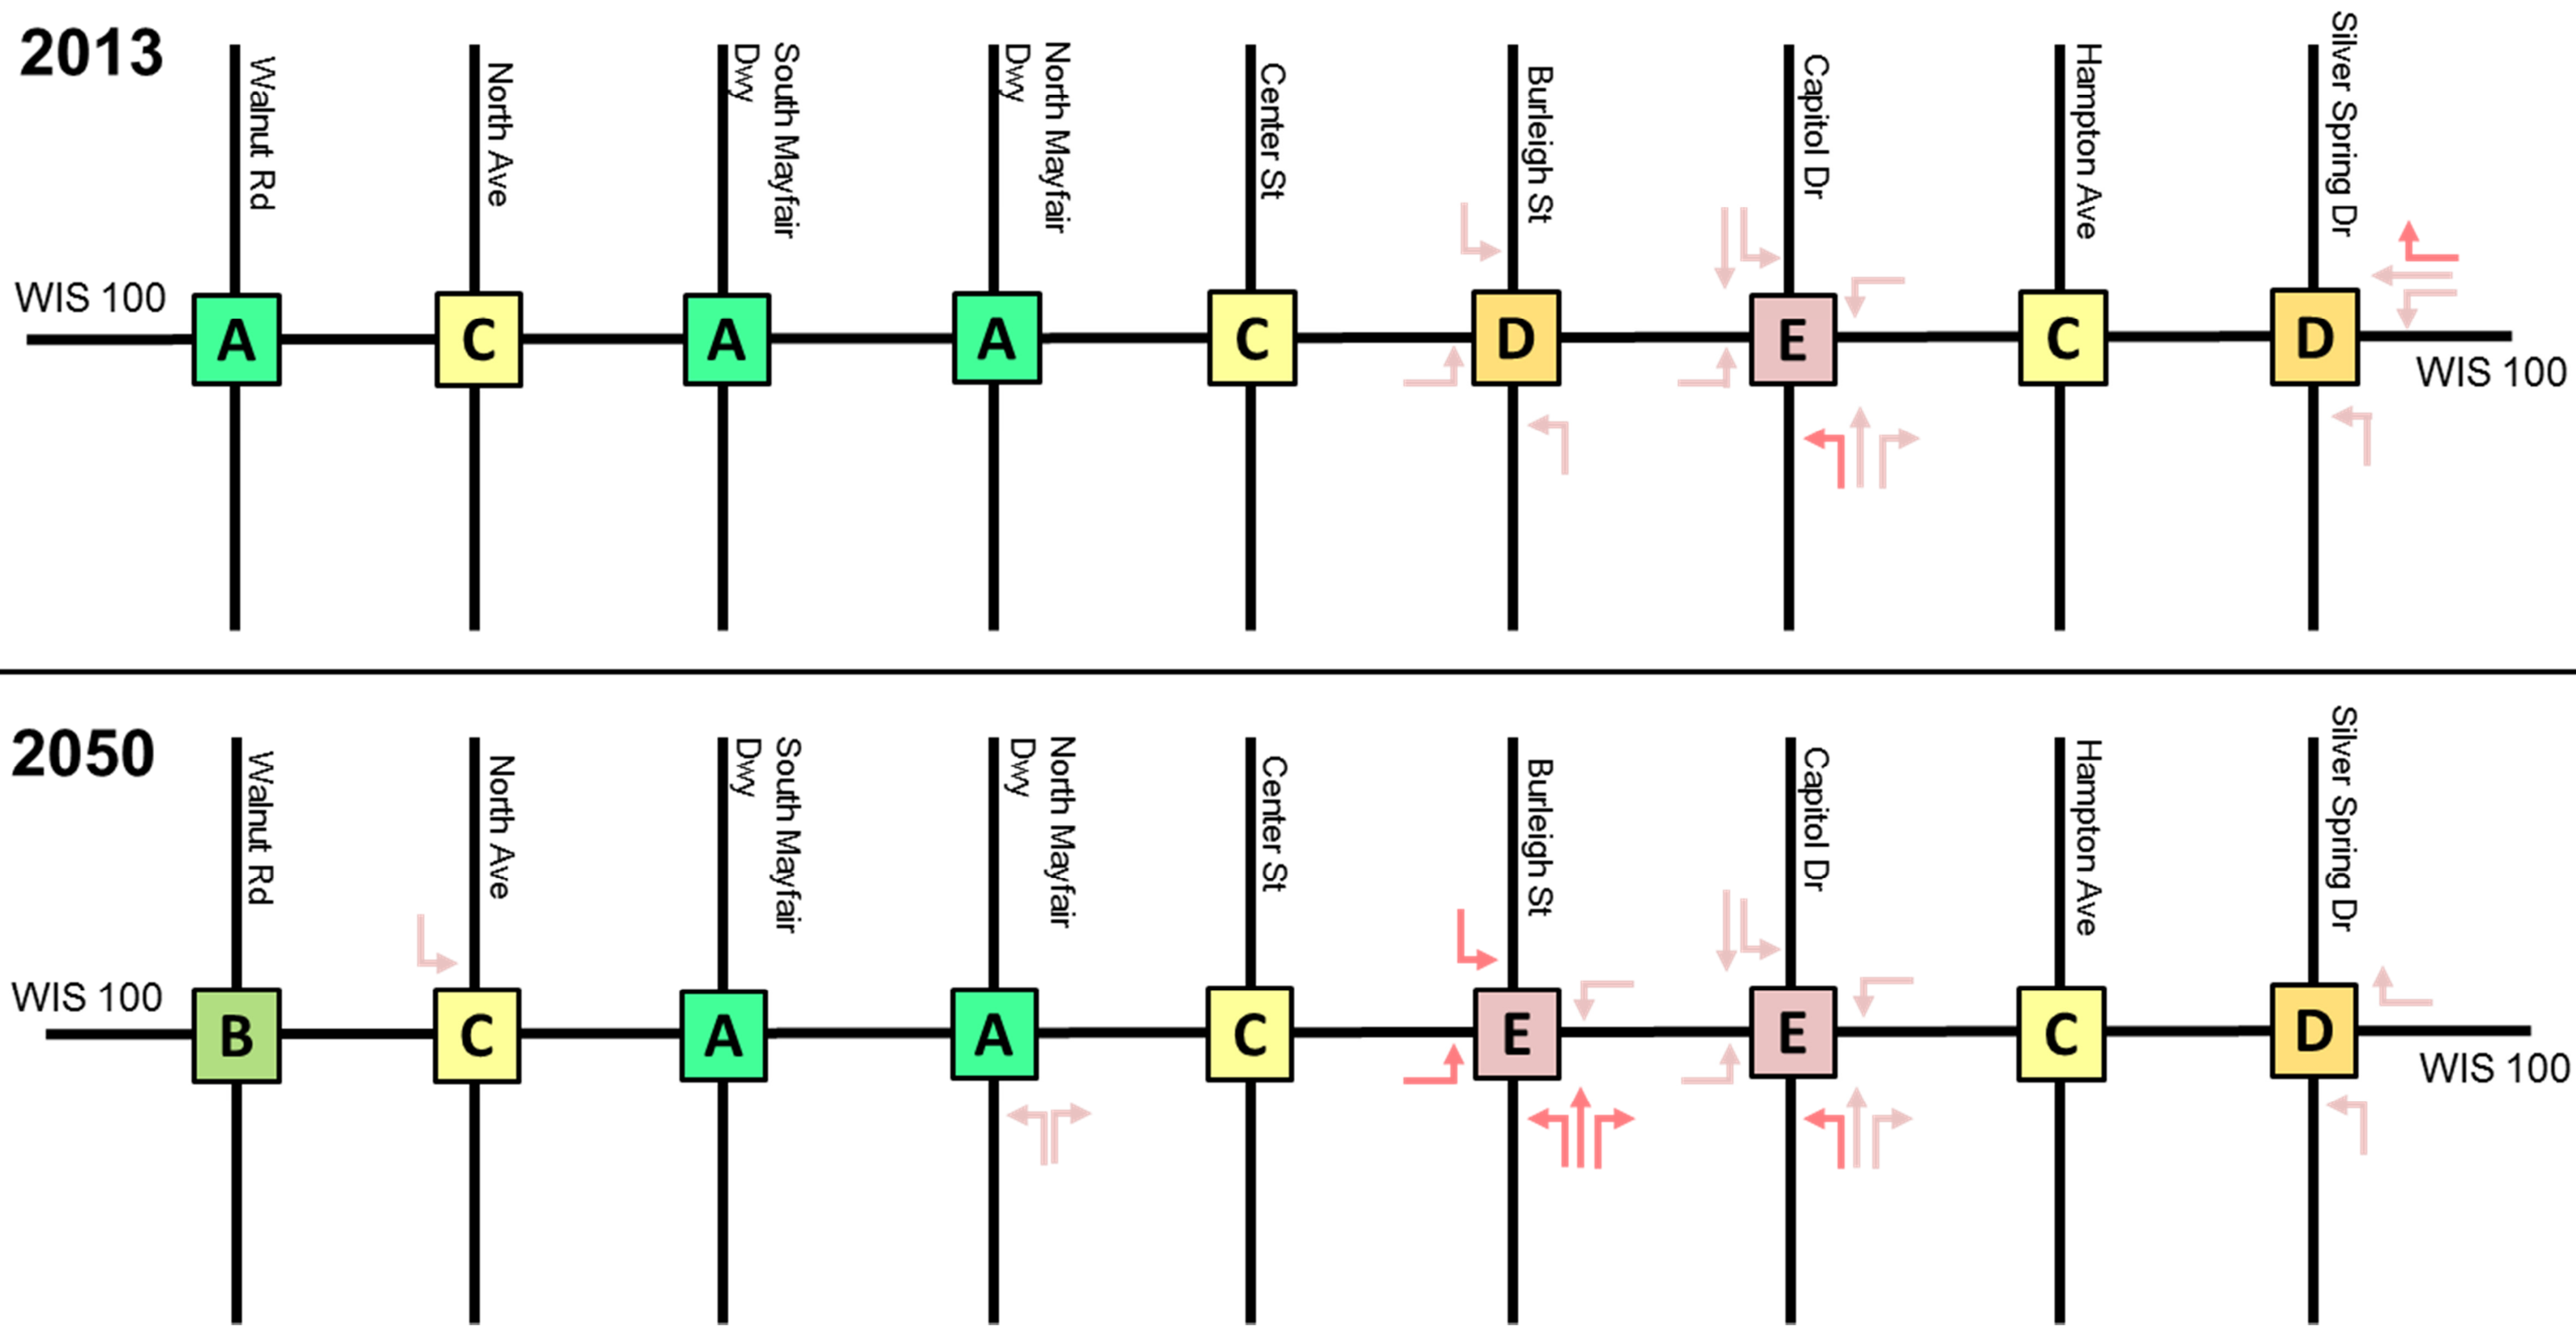 2013
Walnut Rd
North Ave
South Mayfair
Dwy
North Mayfair
Dwy
Center St
Burleigh St
Capitol Dr
Hampton Ave
Silver Spring Dr
WIS 100
A
C
A
A
C
D
E
C
D
WIS 100
2050
Walnut Rd
North Ave
South Mayfair
Dwy
North Mayfair
Dwy
Center St
Burleigh St
Capitol Dr
Hampton Ave
Silver Spring Dr
WIS 100
B
C
A
A
C
E
E
C
D
WIS 100